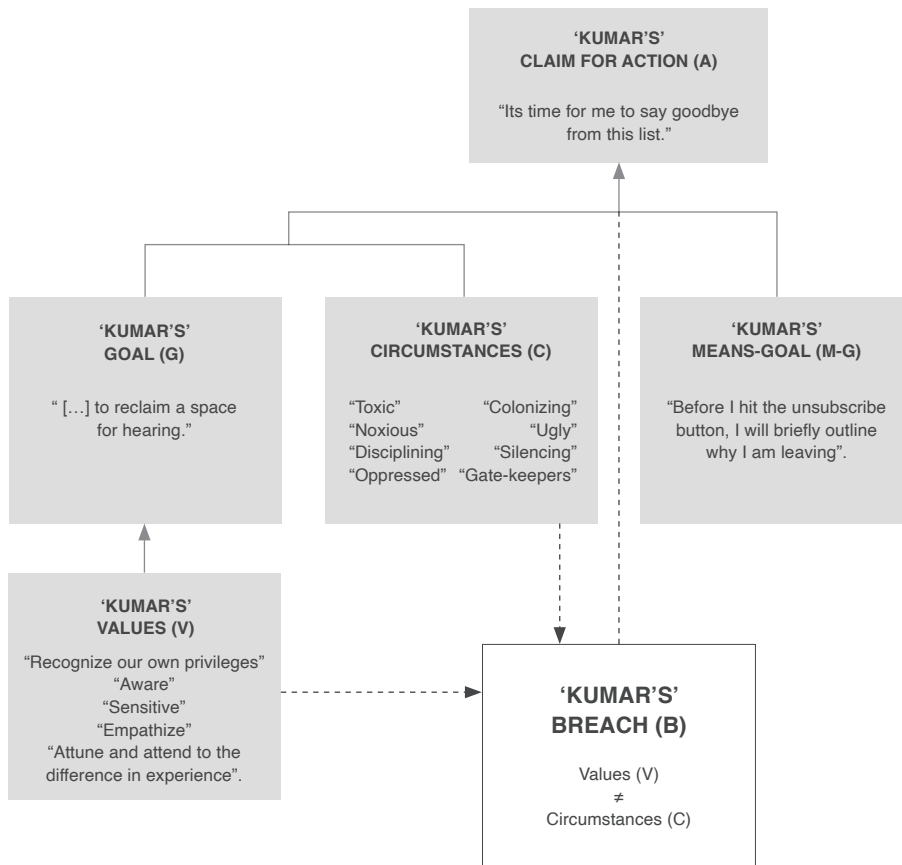 ‘KUMAR’S’
CLAIM FOR ACTION (A)
“Its time for me to say goodbye
from this list.”
‘KUMAR’S’
GOAL (G)
“ […] to reclaim a space
for hearing.”
‘KUMAR’S’
CIRCUMSTANCES (C)
“Toxic” “Colonizing”
“Noxious” “Ugly”
“Disciplining” “Silencing”
“Oppressed” “Gate-keepers”
‘KUMAR’S’
MEANS-GOAL (M-G)
“Before I hit the unsubscribe
button, I will briefly outline
why I am leaving”.
‘KUMAR’S’
VALUES (V)
“Recognize our own privileges”
“Aware”
“Sensitive”
“Empathize”
“Attune and attend to the
difference in experience”.
‘KUMAR’S’
BREACH (B)
Values (V)
≠
Circumstances (C)